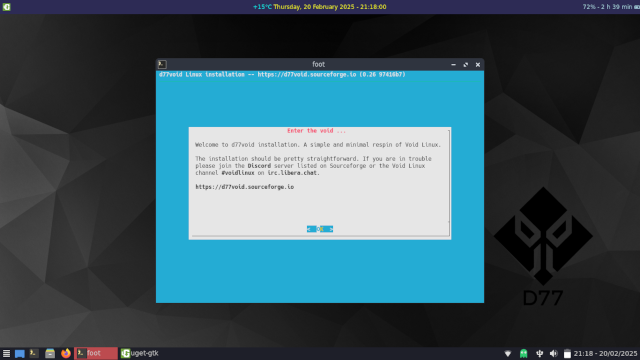 +15°C Thursday, 20 February 2025 - 21:18:00
72% - 2 h 39 min
foot
d77void Linux installation -- https://d77void.sourceforge.io (0.26 97416b7)
Enter the void ...
Welcome to d77void installation. A simple and minimal respin of Void Linux.
The installation should be pretty straightforward. If you are in trouble
please join the Discord server listed on Sourceforge or the Void Linux
channel #voidlinux on irc.libera.chat.
https://d77void.sourceforge.io
< OK >
D77
foot
uget-gtk
21:18 - 20/02/2025